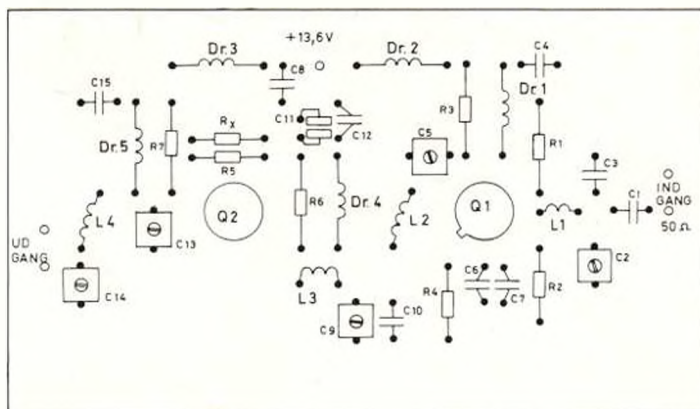 +13,6V
Dr.3
Dr.2
C4
C8
C15
Dr.1
R3
C11
C12
C5
Rx
R7
R1
Dr.5
R5
C3
R6
Dr.4
Q2
Q1
L4
L2
C1
IND
GANG
50Ω
L1
UD
GANG
C13
C2
C6
C7
R4
R2
L3
C14
C9
C10